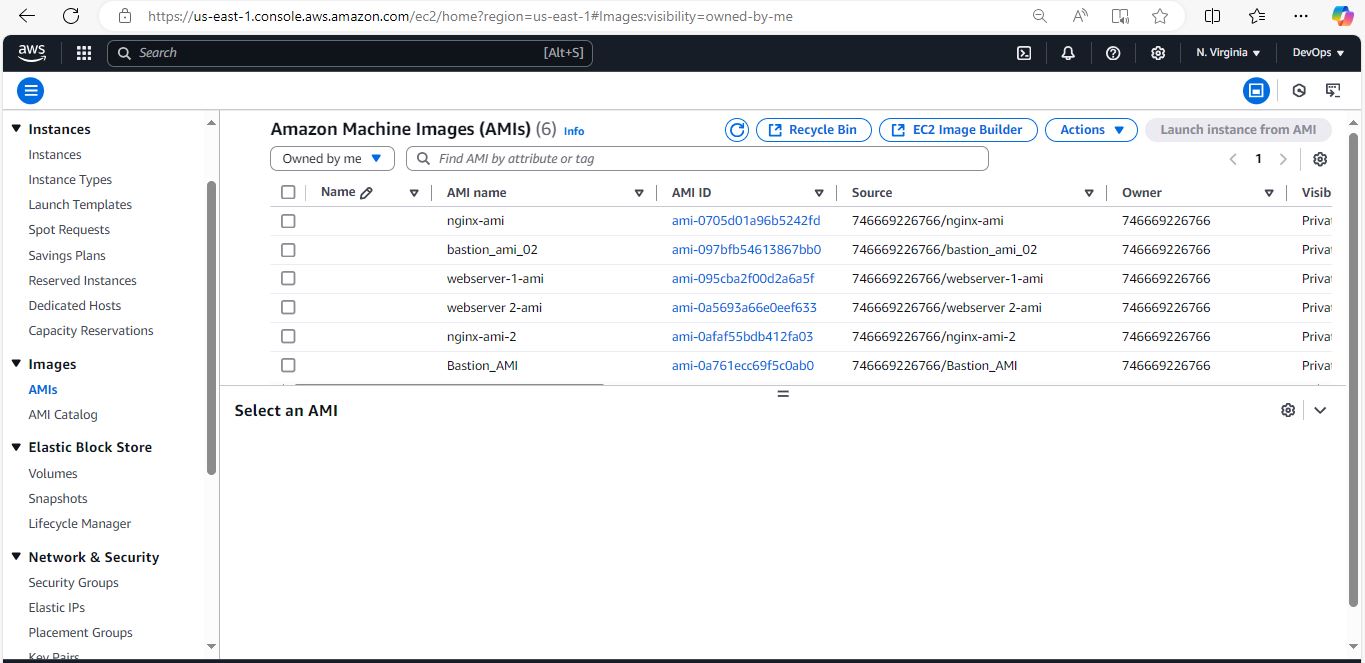 https://us-east-1.console.aws.amazon.com/ec2/home?region=us-east-1#Images:visibility=owned-by-me
aws
Search
[Alt+S]
N. Virginia
DevOps
Instances
Instances
Instance Types
Launch Templates
Spot Requests
Savings Plans
Reserved Instances
Dedicated Hosts
Capacity Reservations
Images
AMIs
AMI Catalog
Elastic Block Store
Volumes
Snapshots
Lifecycle Manager
Network & Security
Security Groups
Elastic IPs
Placement Groups
Key Pairs
Amazon Machine Images (AMIs) (6) Info
Recycle Bin
EC2 Image Builder
Actions
Launch instance from AMI
Owned by me
Find AMI by attribute or tag
1
Name AMI name AMI ID Source Owner Visib
nginx-ami ami-0705d01a96b5242fd 746669226766/nginx-ami 746669226766 Privat
bastion_ami_02 ami-097bfb54613867bb0 746669226766/bastion_ami_02 746669226766 Privat
webserver-1-ami ami-095cba2f00d2a6a5f 746669226766/webserver-1-ami 746669226766 Privat
webserver 2-ami ami-0a5693a66e0eef633 746669226766/webserver 2-ami 746669226766 Privat
nginx-ami-2 ami-0afaf55bdb412fa03 746669226766/nginx-ami-2 746669226766 Privat
Bastion_AMI ami-0a761ecc69f5c0ab0 746669226766/Bastion_AMI 746669226766 Privat
Select an AMI